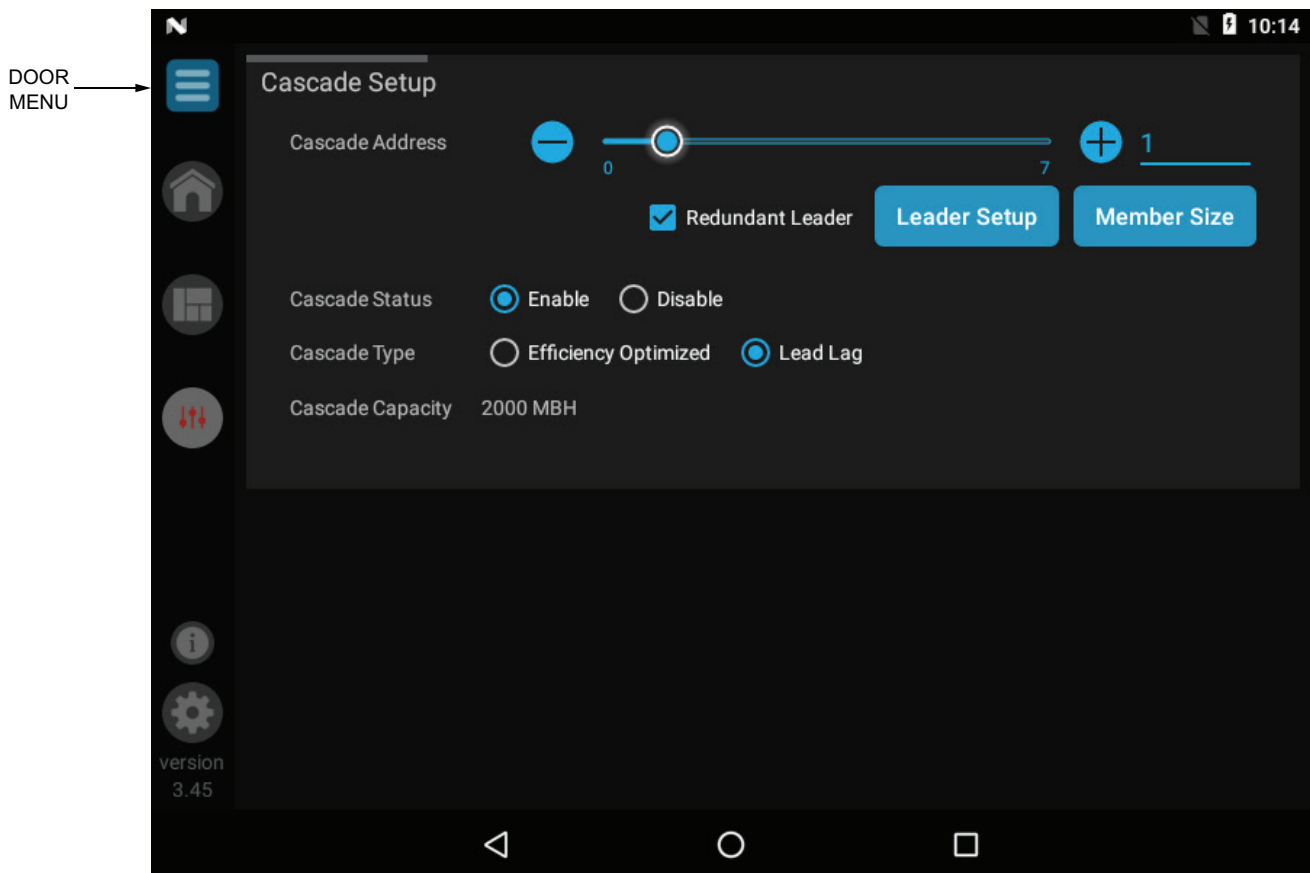 10:14
DOOR
MENU
Cascade Setup
Cascade Address
1
0
7
Redundant Leader
Leader Setup
Member Size
Cascade Status
Enable
Disable
Cascade Type
Efficiency Optimized
Lead Lag
Cascade Capacity
2000 MBH
i
version
3.45